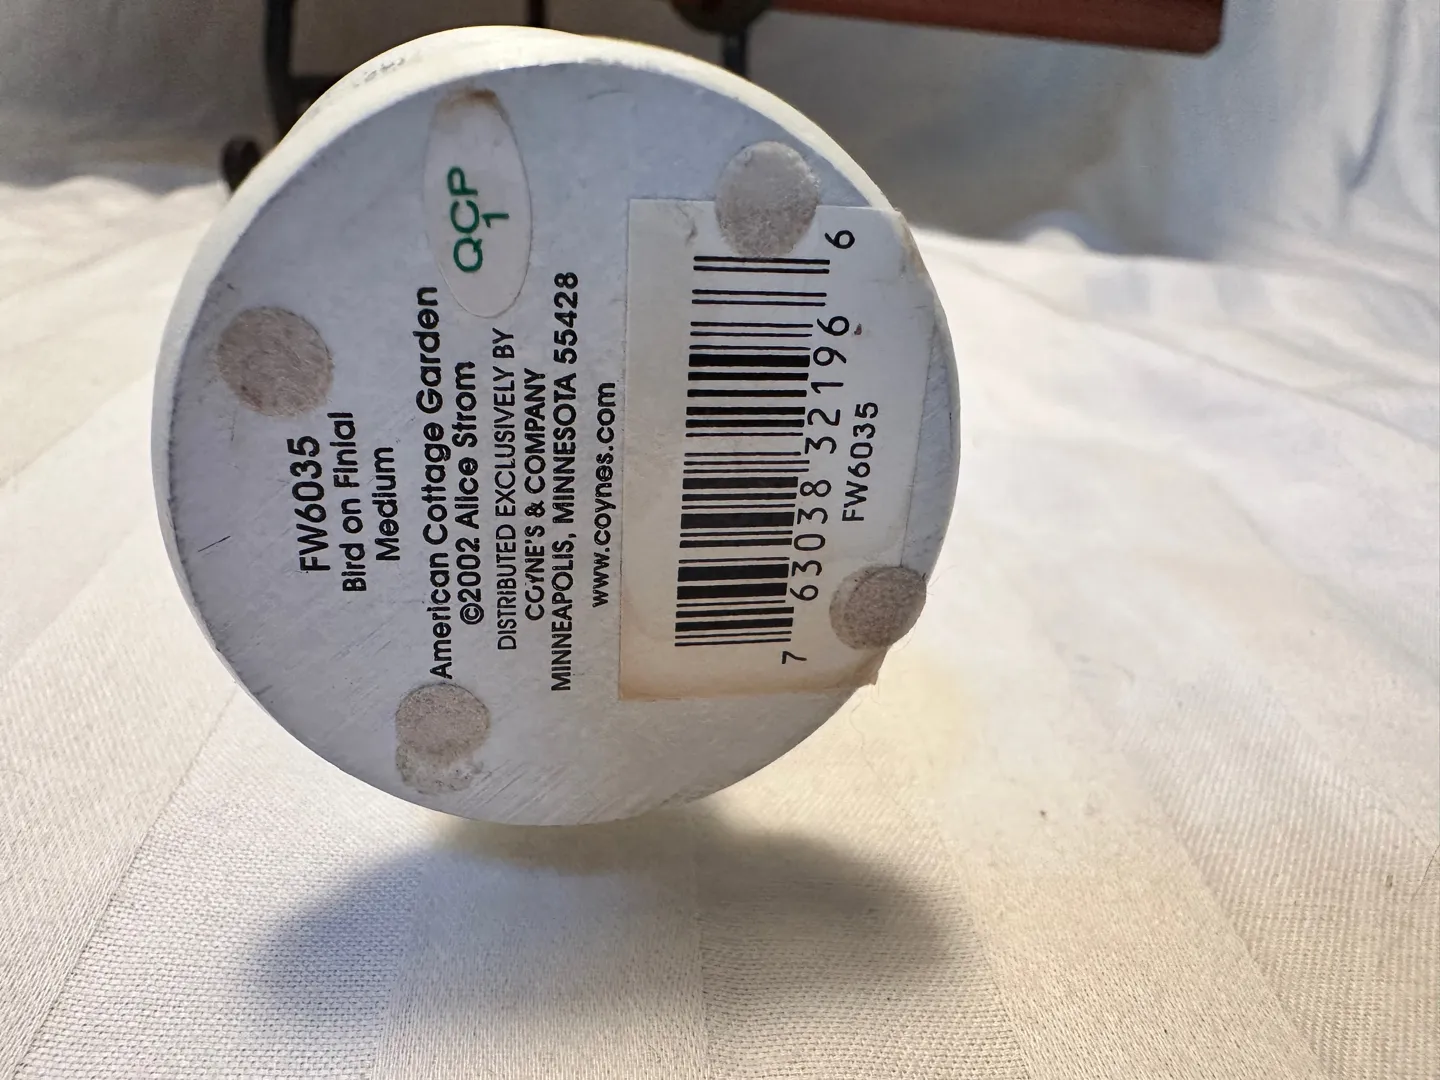 FW6035
Bird on Finial
Medium
American Cottage Garden
©2002 Alice Strom
DISTRIBUTED EXCLUSIVELY BY
COYNE'S & COMPANY
MINNEAPOLIS, MINNESOTA 55428
www.coynes.com
QCP
1
7 63038 32196 6
FW6035